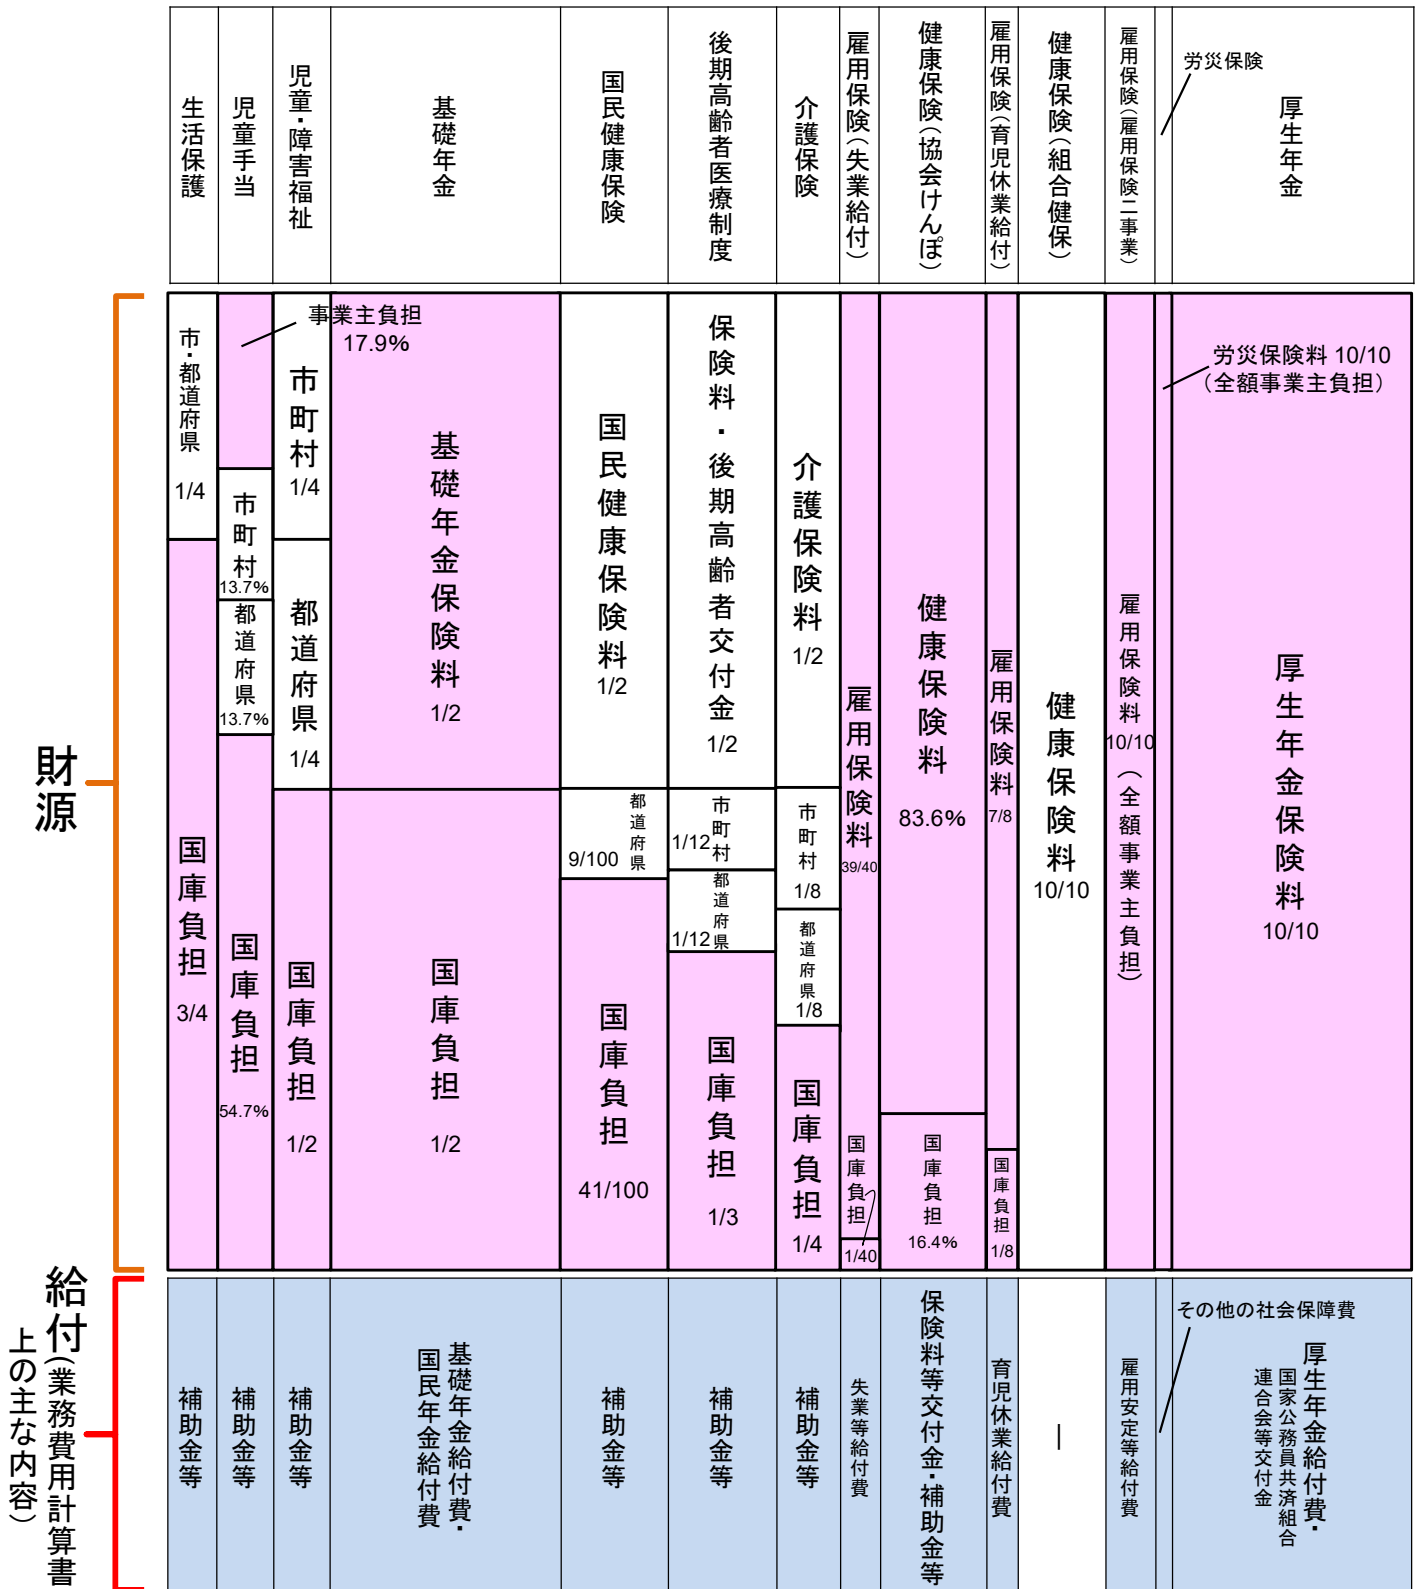 生活保護
児童手当
児童・障害福祉
基礎年金
国民健康保険
後期高齢者医療制度
介護保険
雇用保険(失業給付)
健康保険(協会けんぽ)
雇用保険(育児休業給付)
健康保険(組合健保)
雇用保険(雇用保険二事業)
労災保険
厚生年金
財源
市・都道府県
1/4
国庫負担
3/4
事業主負担
17.9%
市町村
13.7%
都道府県
13.7%
国庫負担
54.7%
市町村
1/4
都道府県
1/4
国庫負担
1/2
基礎年金保険料
1/2
国庫負担
1/2
国民健康保険料
1/2
都道府県
9/100
国庫負担
41/100
保険料・後期高齢者交付金
1/2
市町村
1/12
都道府県
1/12
国庫負担
1/3
介護保険料
1/2
市町村
1/8
都道府県
1/8
国庫負担
1/4
雇用保険料
39/40
国庫負担
1/40
健康保険料
83.6%
国庫負担
16.4%
雇用保険料
7/8
国庫負担
1/8
健康保険料
10/10
雇用保険料
10/10
(全額事業主負担)
労災保険料 10/10
(全額事業主負担)
厚生年金保険料
10/10
給付(業務費用計算書
上の主な内容)
補助金等
補助金等
補助金等
基礎年金給付費・
国民年金給付費
補助金等
補助金等
補助金等
失業等給付費
保険料等交付金・補助金等
育児休業給付費
―
雇用安定等給付費
その他の社会保障費
厚生年金給付費・
国家公務員共済組合
連合会等交付金